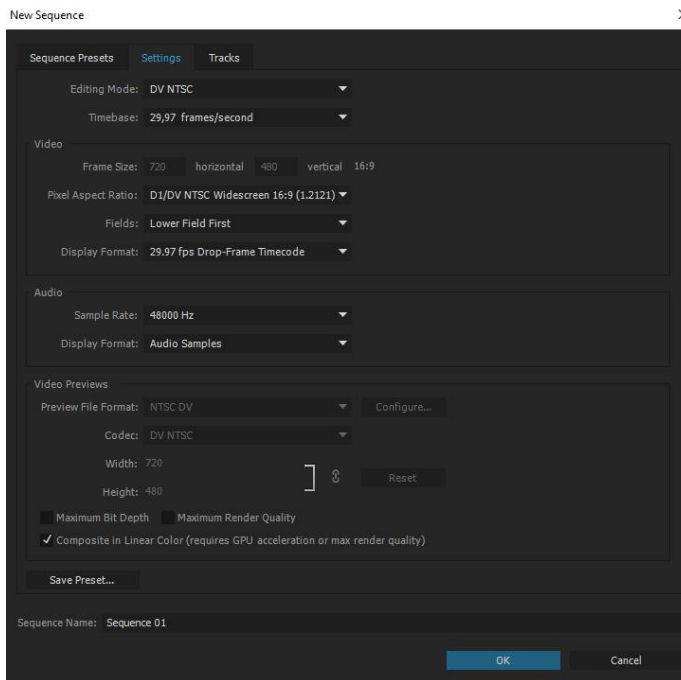 New Sequence
Sequence Presets Settings Tracks
Editing Mode: DV NTSC
Timebase: 29,97 frames/second
Video
Frame Size: 720 horizontal 480 vertical 16:9
Pixel Aspect Ratio: D1/DV NTSC Widescreen 16:9 (1.2121)
Fields: Lower Field First
Display Format: 29.97 fps Drop-Frame Timecode
Audio
Sample Rate: 48000 Hz
Display Format: Audio Samples
Video Previews
Preview File Format: NTSC DV Configure...
Codec: DV NTSC
Width: 720
Reset
Height: 480
Maximum Bit Depth Maximum Render Quality
Composite in Linear Color (requires GPU acceleration or max render quality)
Save Preset...
Sequence Name: Sequence 01
OK Cancel